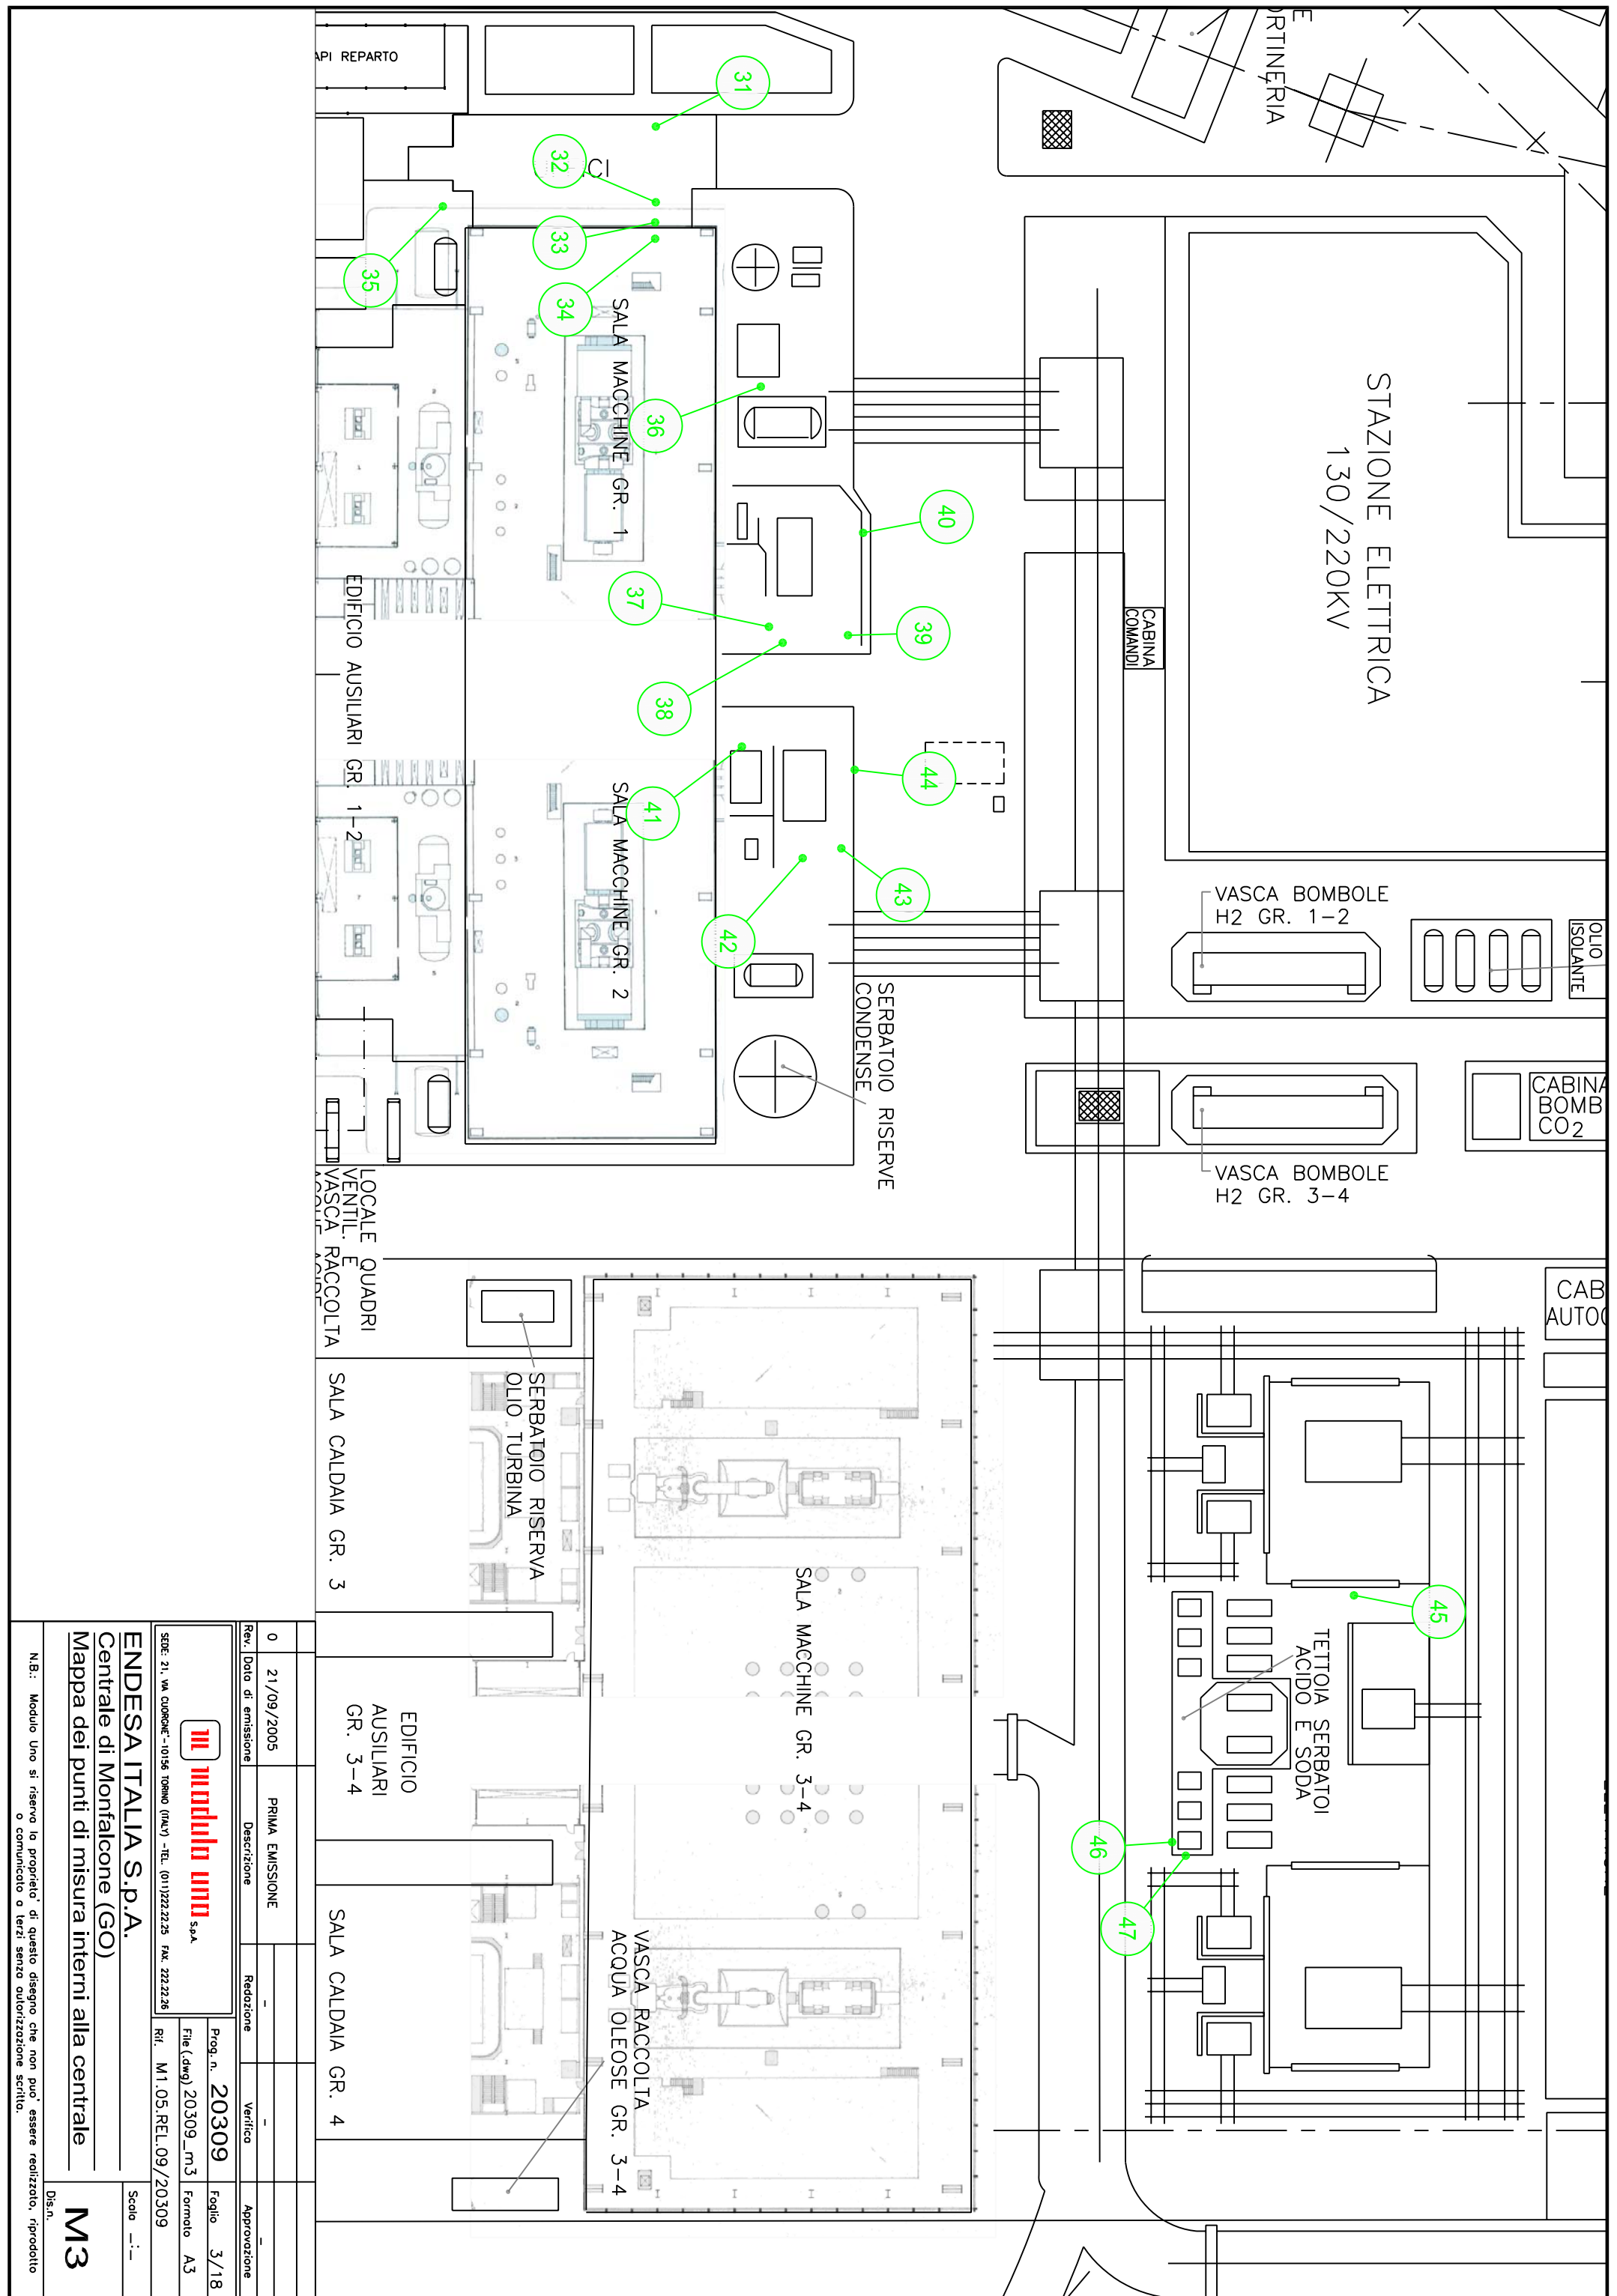 PORTINERIA
API REPARTO
31
32
CI
33
34
35
36
37
38
39
40
41
42
43
44
45
46
47
SALA MACCHINE GR. 1
STAZIONE ELETTRICA
130/220KV
CABINA
COMANDI
EDIFICIO AUSILIARI GR. 1-2
SALA MACCHINE GR. 2
VASCA BOMBOLE
H2 GR. 1-2
OLIO
ISOLANTE
SERBATOIO RISERVE
CONDENSE
CABINA
BOMB
CO2
VASCA BOMBOLE
H2 GR. 3-4
LOCALE QUADRI
VENTIL. E
VASCA RACCOLTA
CAB
SERBATOIO RISERVA
OLIO TURBINA
SALA CALDAIA GR. 3
SALA MACCHINE GR. 3-4
TETTOIA SERBATOI
ACIDO E SODA
EDIFICIO
AUSILIARI
GR. 3-4
SALA CALDAIA GR. 4
VASCA RACCOLTA
ACQUA OLEOSE GR. 3-4
0 21/09/2005 PRIMA EMISSIONE - - -
Rev. Data di emissione Descrizione Redazione Verifica Approvazione
modulo uno S.p.A.
SEDE: 21, VIA CUORGNE'-10156 TORINO (ITALY) -TEL. (011)222.22.25 FAX. 222.22.26
Prog. n. 20309 Foglio 3/18
File(.dwg) 20309_m3 Formato A3
Rif. M1.05.REL.09/20309
ENDESA ITALIA S.p.A.
Centrale di Monfalcone (GO)
Mappa dei punti di misura interni alla centrale
Scala -:-
Dis.n.
M3
N.B.: Modulo Uno si riserva la proprieta' di questo disegno che non puo' essere realizzato, riprodotto
o comunicato a terzi senza autorizzazione scritta.